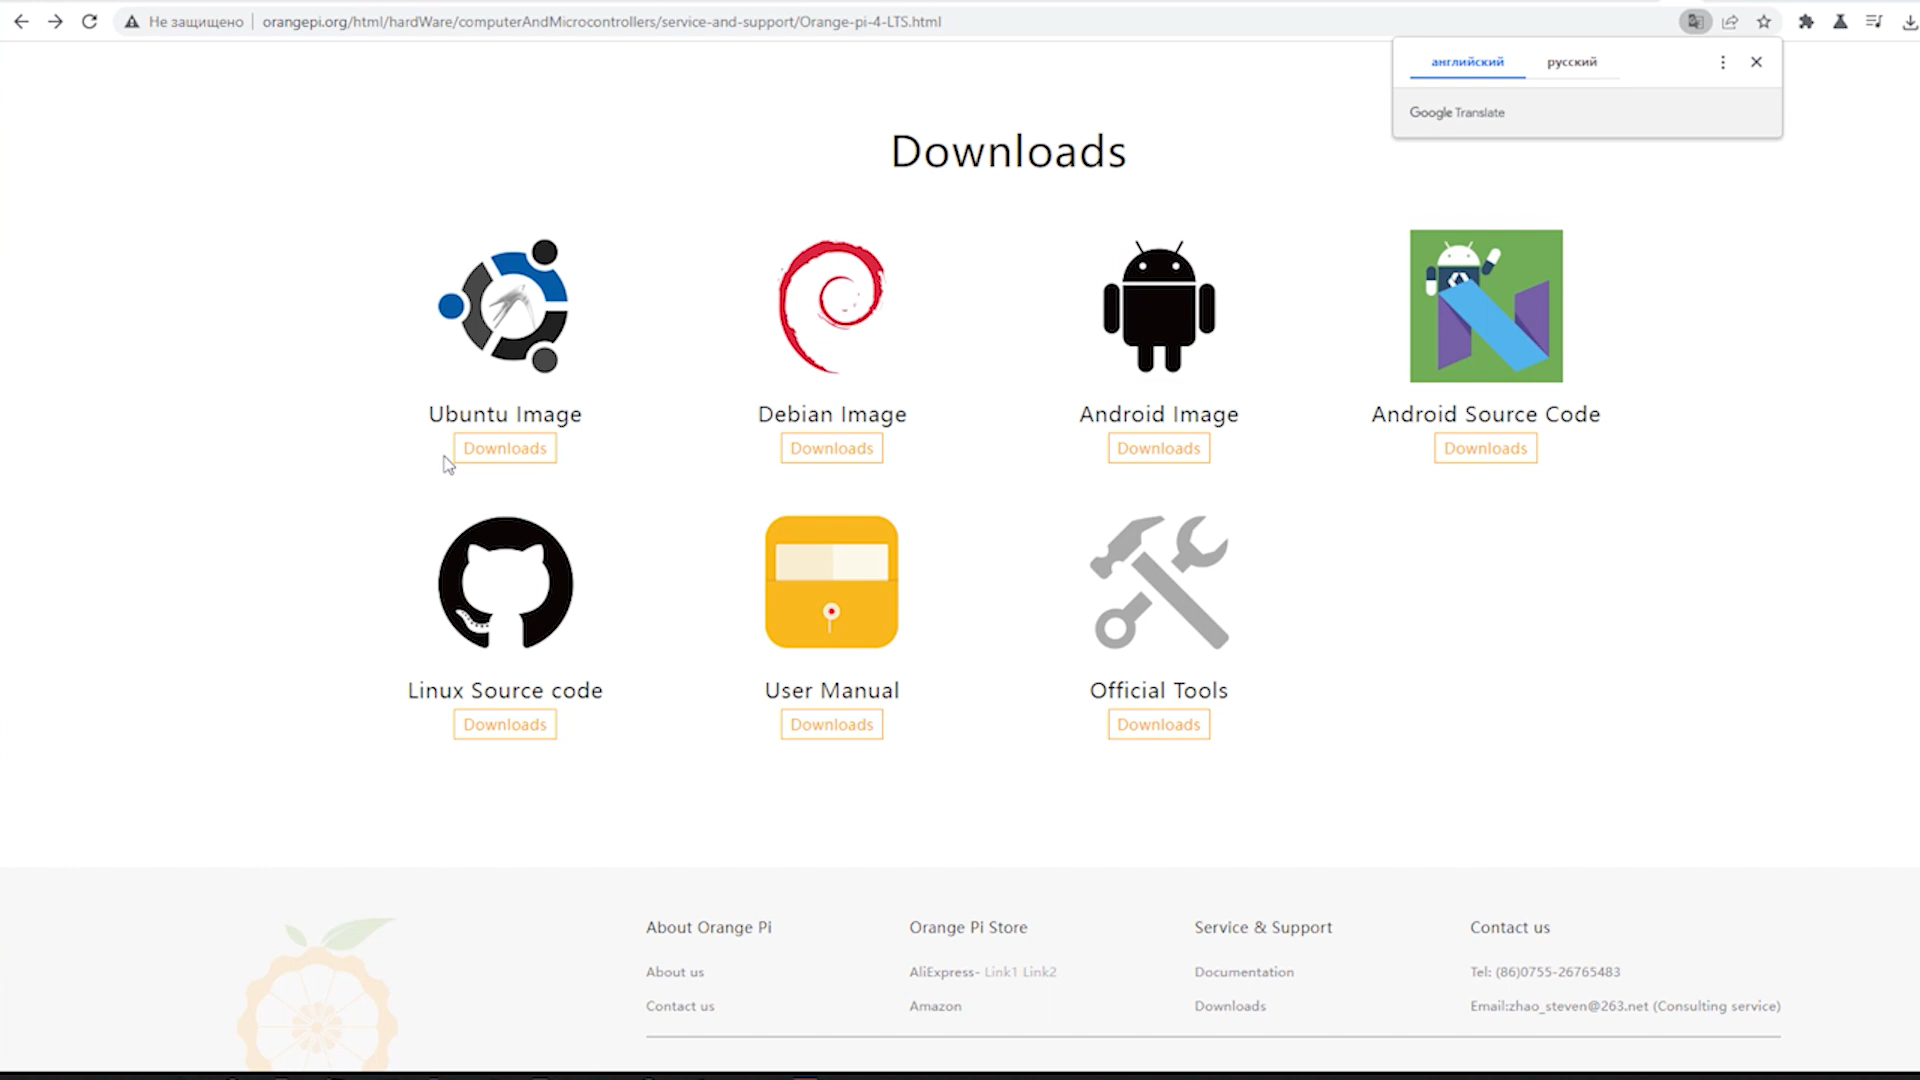 Не защищено
orangepi.org/html/hardWare/computerAndMicrocontrollers/service-and-support/Orange-pi-4-LTS.html
английский русский
Google Translate
Downloads
Ubuntu Image Debian Image Android Image Android Source Code
Downloads Downloads Downloads Downloads
Linux Source code User Manual Official Tools
Downloads Downloads Downloads
About Orange Pi Orange Pi Store Service & Support Contact us
About us AliExpress- Link1 Link2 Documentation Tel: (86)0755-26765483
Contact us Amazon Downloads Email:zhao_steven@263.net (Consulting service)